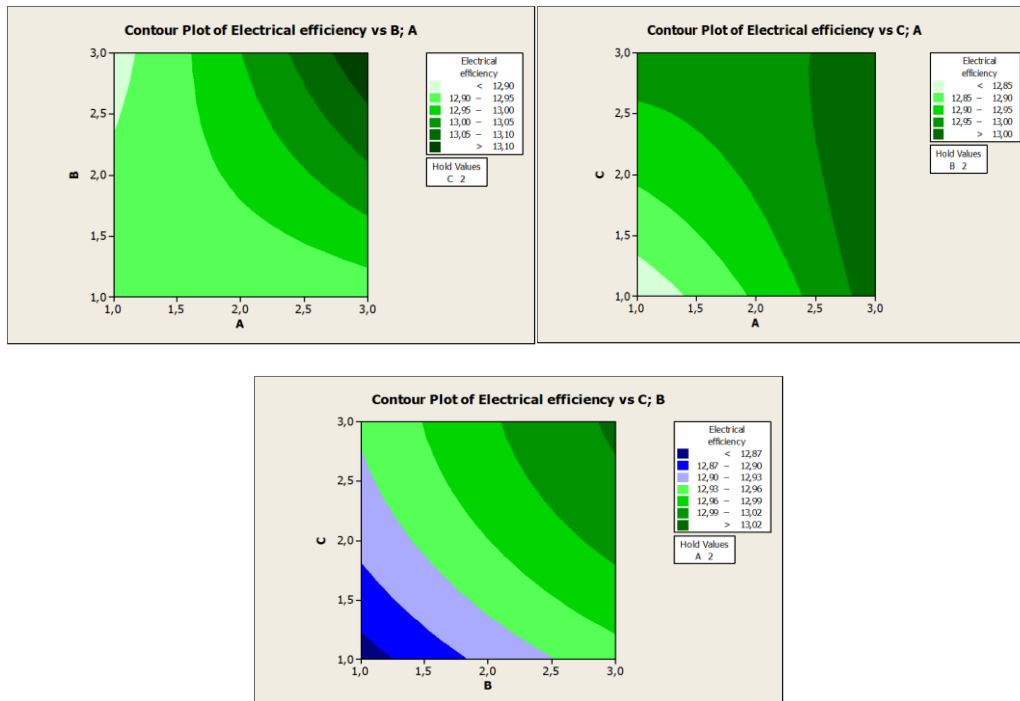 Contour Plot of Electrical efficiency vs B; A
3,0
2,5
2,0
1,5
1,0
B
1,0 1,5 2,0 2,5 3,0
A
Electrical
efficiency
< 12,90
12,90 – 12,95
12,95 – 13,00
13,00 – 13,05
13,05 – 13,10
> 13,10
Hold Values
C 2
Contour Plot of Electrical efficiency vs C; A
3,0
2,5
2,0
1,5
1,0
C
1,0 1,5 2,0 2,5 3,0
A
Electrical
efficiency
< 12,85
12,85 – 12,90
12,90 – 12,95
12,95 – 13,00
> 13,00
Hold Values
B 2
Contour Plot of Electrical efficiency vs C; B
3,0
2,5
2,0
1,5
1,0
C
1,0 1,5 2,0 2,5 3,0
B
Electrical
efficiency
< 12,87
12,87 – 12,90
12,90 – 12,93
12,93 – 12,96
12,96 – 12,99
12,99 – 13,02
> 13,02
Hold Values
A 2